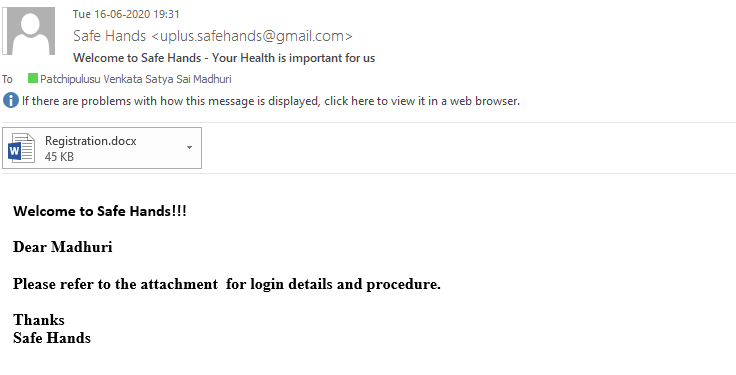 Tue 16-06-2020 19:31
Safe Hands <uplus.safehands@gmail.com>
Welcome to Safe Hands - Your Health is important for us
To Patchipulusu Venkata Satya Sai Madhuri
If there are problems with how this message is displayed, click here to view it in a web browser.
Registration.docx
45 KB
Welcome to Safe Hands!!!
Dear Madhuri
Please refer to the attachment  for login details and procedure.
Thanks
Safe Hands